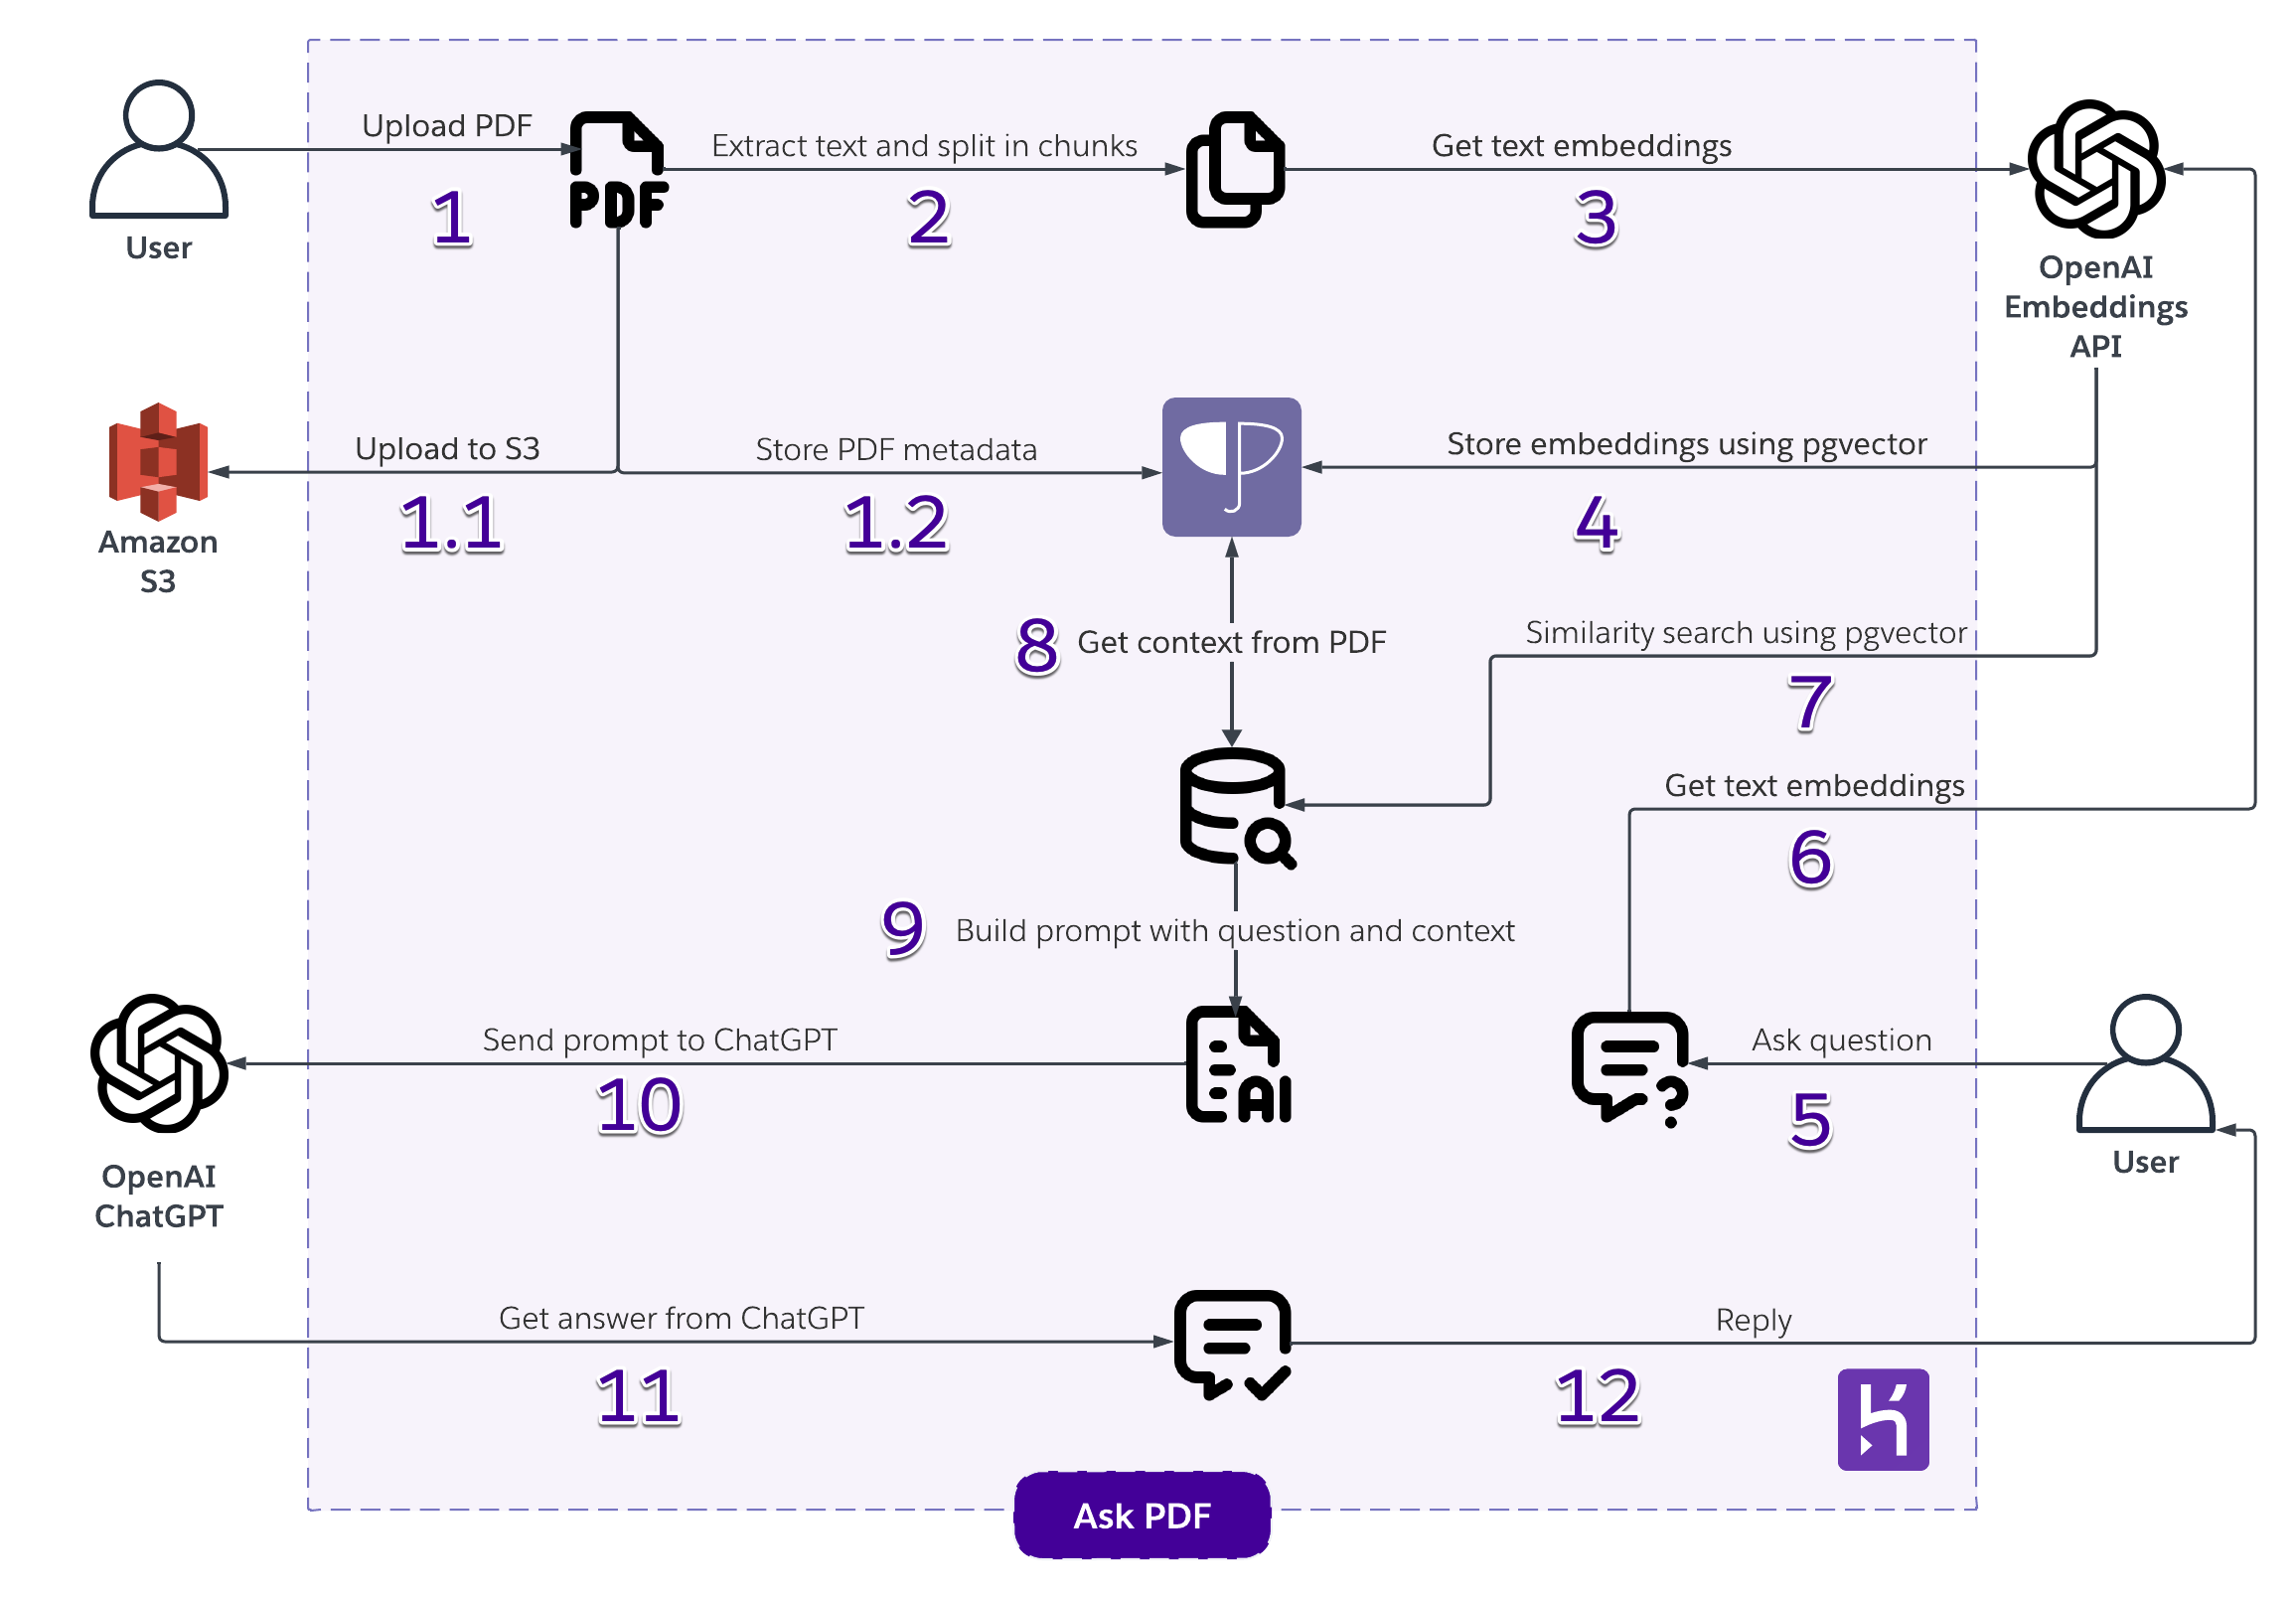 Upload PDF
1
PDF
Extract text and split in chunks
2
Get text embeddings
3
User
OpenAI
Embeddings
API
Upload to S3
1.1
Store PDF metadata
1.2
Store embeddings using pgvector
4
Amazon
S3
8
Get context from PDF
Similarity search using pgvector
7
Get text embeddings
6
9
Build prompt with question and context
Send prompt to ChatGPT
10
AI
?
Ask question
5
User
OpenAI
ChatGPT
Get answer from ChatGPT
11
Reply
12
Ask PDF